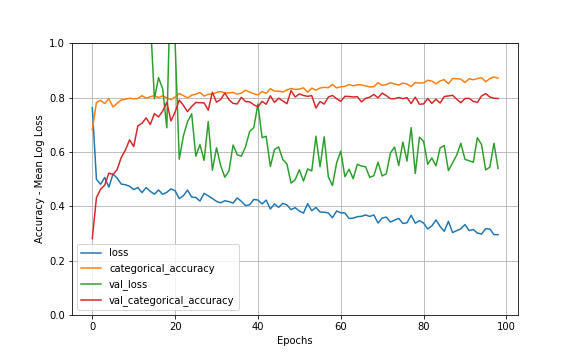 1.0
0.8
0.6
0.4
0.2
0.0
Accuracy - Mean Log Loss
loss
categorical_accuracy
val_loss
val_categorical_accuracy
0 20 40 60 80 100
Epochs